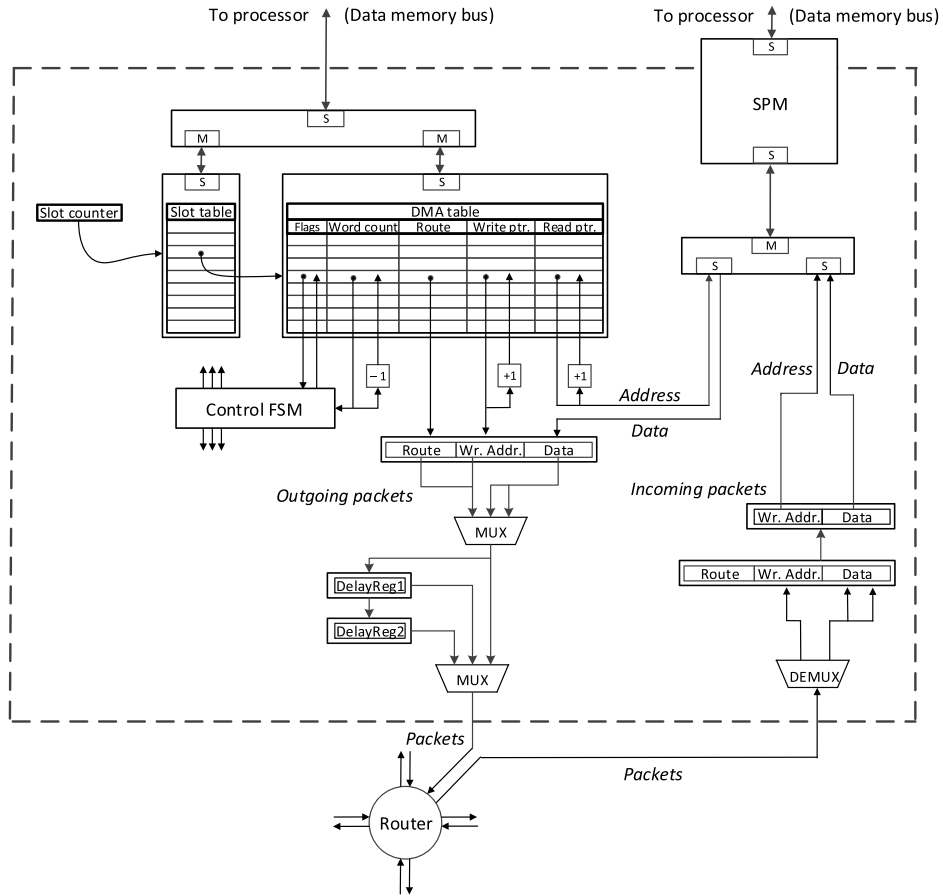 To processor (Data memory bus)
To processor (Data memory bus)
S
SPM
S
S
M
M
S
S
Slot counter
Slot table
DMA table
Flags Word count Route Write ptr. Read ptr.
M
S
S
– 1
+1
+1
Control FSM
Address
Data
Address
Data
Route Wr. Addr. Data
Outgoing packets
MUX
Incoming packets
Wr. Addr. Data
Route Wr. Addr. Data
DelayReg1
DelayReg2
MUX
DEMUX
Packets
Packets
Router